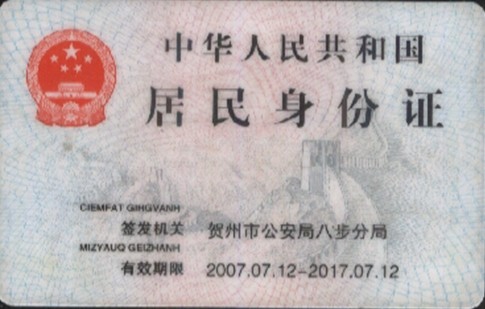 中华人民共和国
居民身份证
CIEMFAT GIHGVANH
签发机关 贺州市公安局八步分局
MIZYAUQ GEIZHANH
有效期限 2007.07.12-2017.07.12